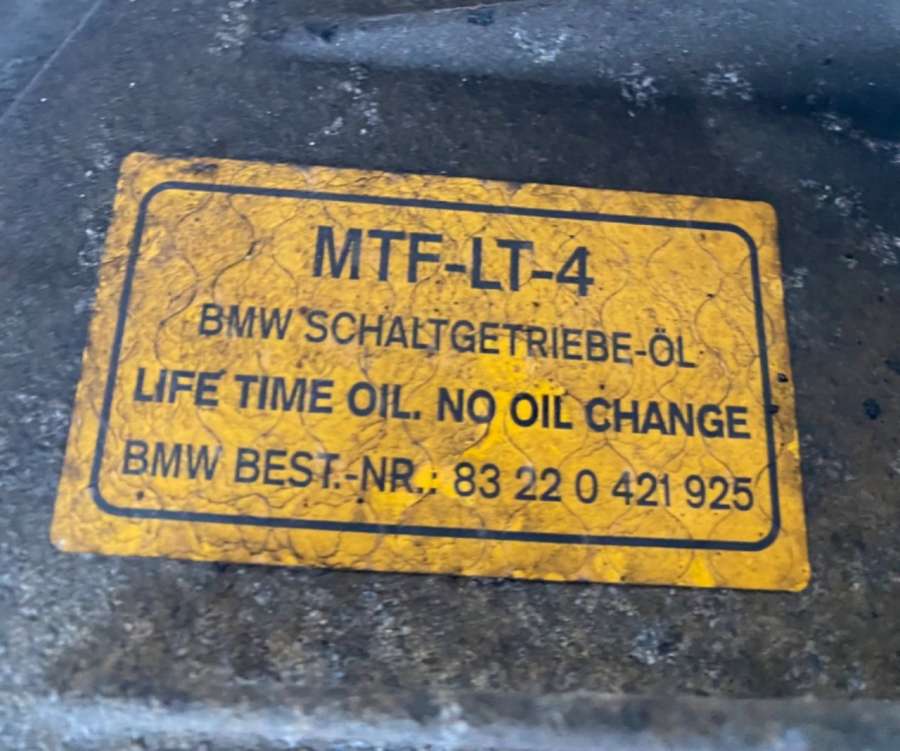 MTF-LT-4
BMW SCHALTGETRIEBE-ÖL
LIFE TIME OIL. NO OIL CHANGE
BMW BEST.-NR.: 83 22 0 421 925